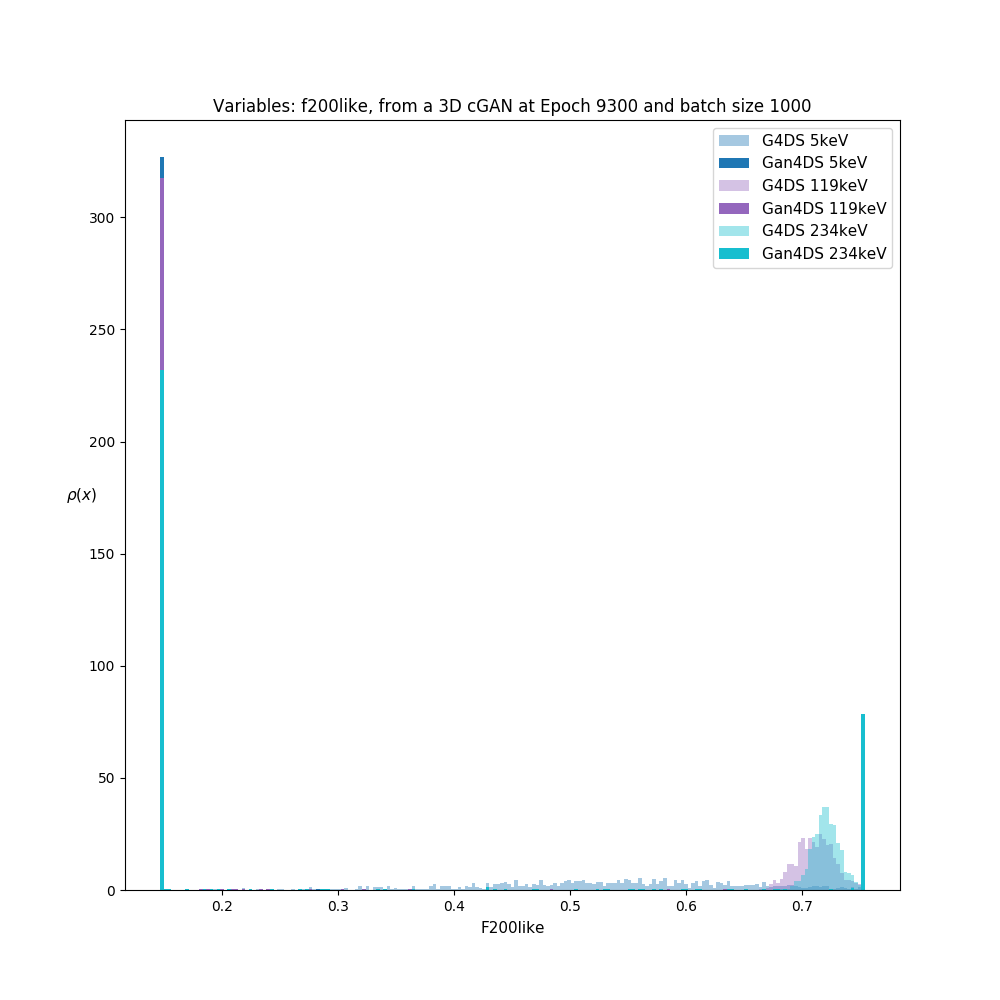 Variables: f200like, from a 3D cGAN at Epoch 9300 and batch size 1000
G4DS 5keV
Gan4DS 5keV
G4DS 119keV
Gan4DS 119keV
G4DS 234keV
Gan4DS 234keV
300
250
200
150
100
50
0
ρ(x)
0.2 0.3 0.4 0.5 0.6 0.7
F200like